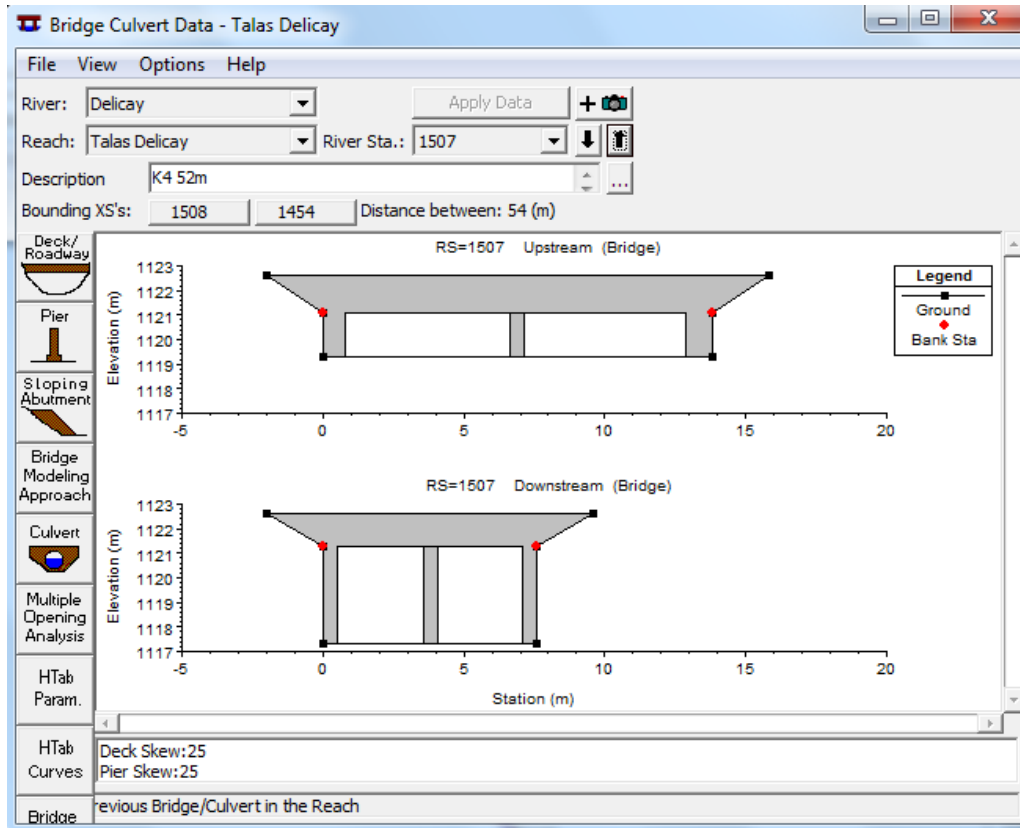 Bridge Culvert Data - Talas Delicay
File View Options Help
River: Delicay Apply Data
Reach: Talas Delicay River Sta.: 1507
Description K4 52m ...
Bounding XS's: 1508 1454 Distance between: 54 (m)
Deck/
Roadway
Pier
Sloping
Abutment
Bridge
Modeling
Approach
Culvert
Multiple
Opening
Analysis
HTab
Param.
HTab
Curves
Bridge
RS=1507 Upstream (Bridge)
1123
1122
1121
1120
1119
1118
1117
Elevation (m)
-5 0 5 10 15 20
Legend
Ground
Bank Sta
RS=1507 Downstream (Bridge)
1123
1122
1121
1120
1119
1118
1117
Elevation (m)
-5 0 5 10 15 20
Station (m)
Deck Skew:25
Pier Skew:25
revious Bridge/Culvert in the Reach